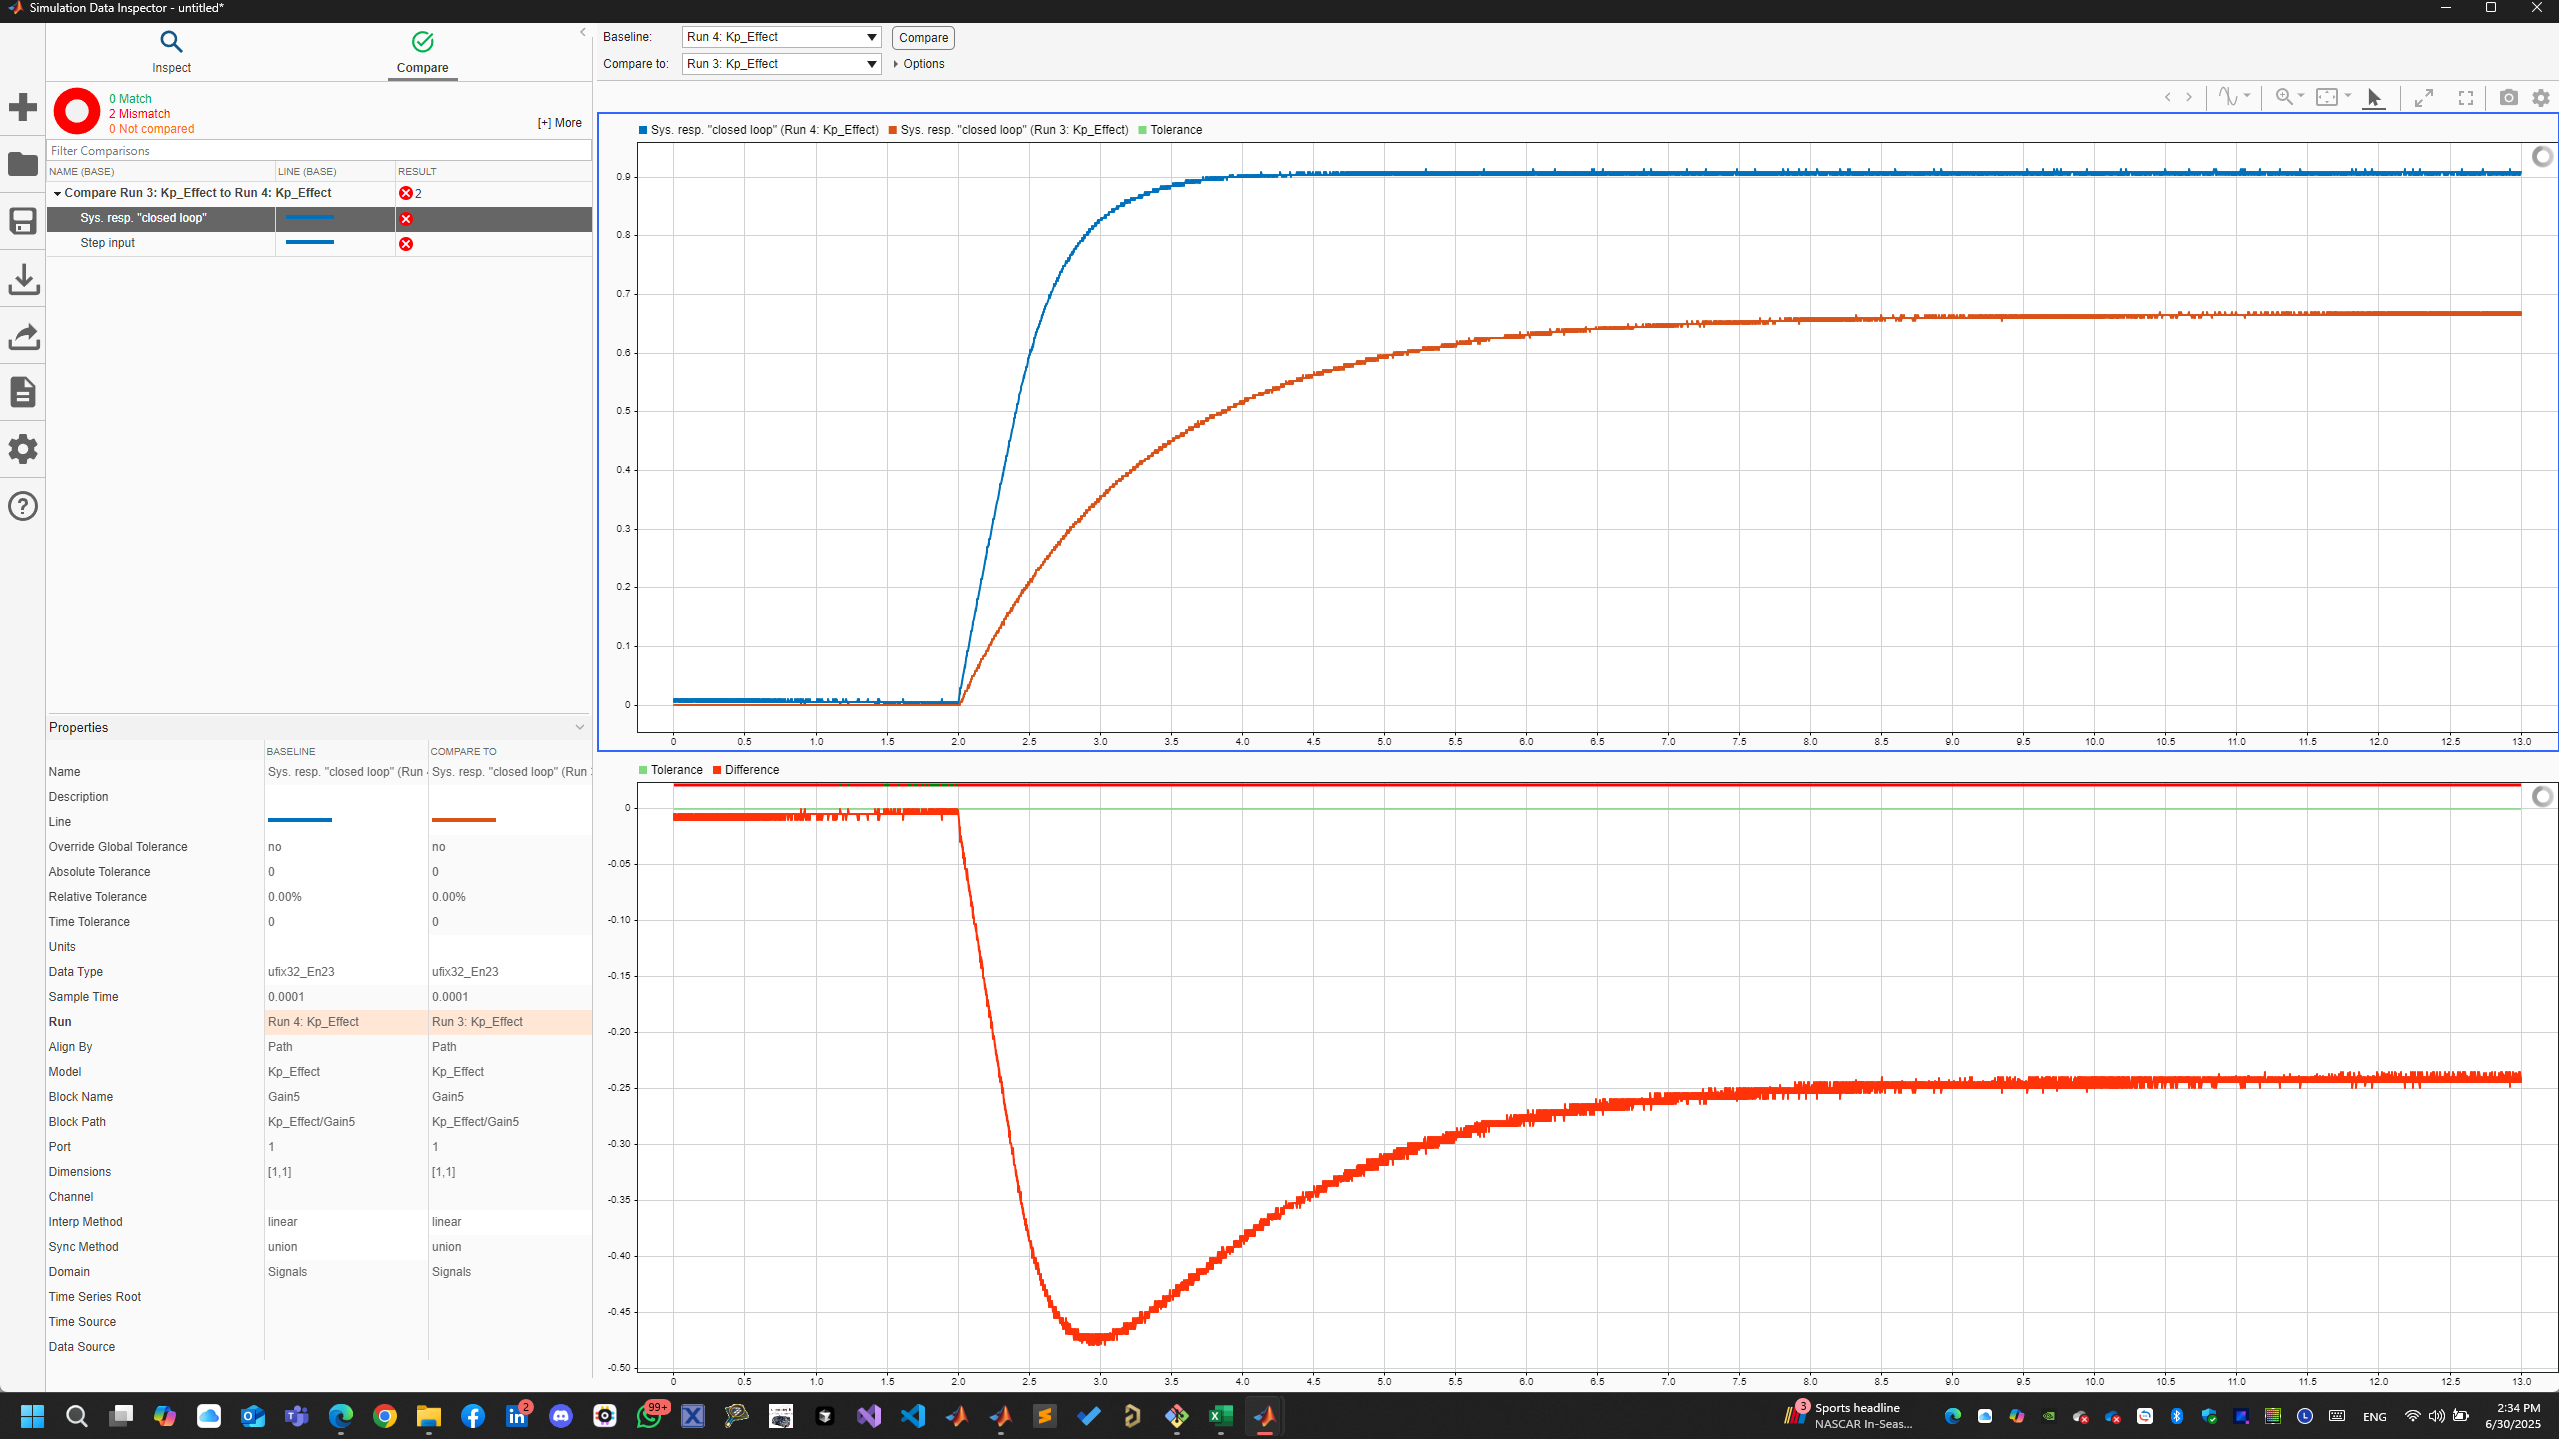 Simulation Data Inspector - untitled*
Inspect
Compare
0 Match
2 Mismatch
0 Not compared
[+] More
Filter Comparisons
NAME (BASE) LINE (BASE) RESULT
Compare Run 3: Kp_Effect to Run 4: Kp_Effect 2
Sys. resp. "closed loop"
Step input
Properties
BASELINE COMPARE TO
Name Sys. resp. "closed loop" (Run Sys. resp. "closed loop" (Run
Description
Line
Override Global Tolerance no no
Absolute Tolerance 0 0
Relative Tolerance 0.00% 0.00%
Time Tolerance 0 0
Units
Data Type ufix32_En23 ufix32_En23
Sample Time 0.0001 0.0001
Run Run 4: Kp_Effect Run 3: Kp_Effect
Align By Path Path
Model Kp_Effect Kp_Effect
Block Name Gain5 Gain5
Block Path Kp_Effect/Gain5 Kp_Effect/Gain5
Port 1 1
Dimensions [1,1] [1,1]
Channel
Interp Method linear linear
Sync Method union union
Domain Signals Signals
Time Series Root
Time Source
Data Source
Baseline: Run 4: Kp_Effect Compare
Compare to: Run 3: Kp_Effect Options
Sys. resp. "closed loop" (Run 4: Kp_Effect) Sys. resp. "closed loop" (Run 3: Kp_Effect) Tolerance
0.9
0.8
0.7
0.6
0.5
0.4
0.3
0.2
0.1
0
0 0.5 1.0 1.5 2.0 2.5 3.0 3.5 4.0 4.5 5.0 5.5 6.0 6.5 7.0 7.5 8.0 8.5 9.0 9.5 10.0 10.5 11.0 11.5 12.0 12.5 13.0
Tolerance Difference
0
-0.05
-0.10
-0.15
-0.20
-0.25
-0.30
-0.35
-0.40
-0.45
-0.50
0 0.5 1.0 1.5 2.0 2.5 3.0 3.5 4.0 4.5 5.0 5.5 6.0 6.5 7.0 7.5 8.0 8.5 9.0 9.5 10.0 10.5 11.0 11.5 12.0 12.5 13.0
2
99+
3
Sports headline
NASCAR In-Seas...
ENG
2:34 PM
6/30/2025